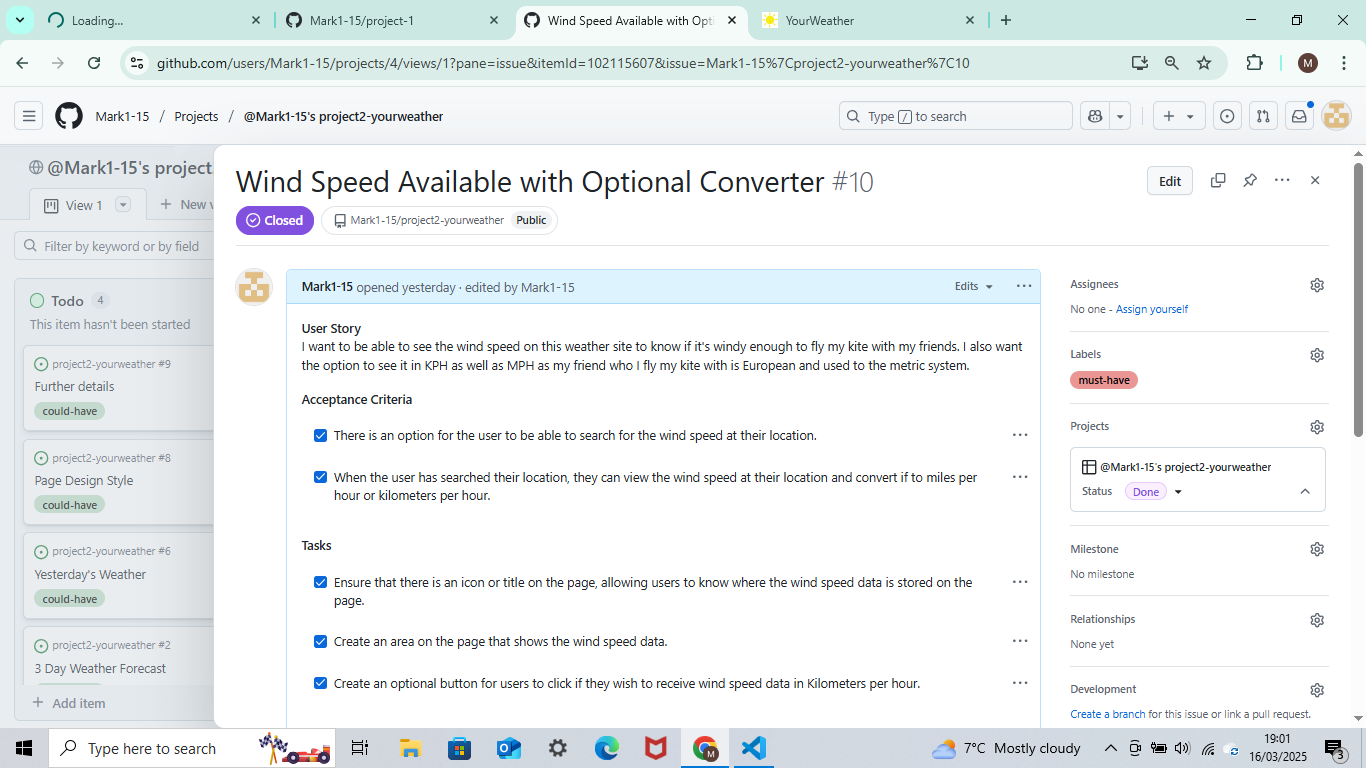 Loading...
Mark1-15/project-1
Wind Speed Available with Opti
YourWeather
github.com/users/Mark1-15/projects/4/views/1?pane=issue&itemId=102115607&issue=Mark1-15%7Cproject2-yourweather%7C10
M
Mark1-15 / Projects / @Mark1-15's project2-yourweather
Type / to search
@Mark1-15's project
View 1
New v
Filter by keyword or by field
Todo 4
This item hasn't been started
project2-yourweather #9
Further details
could-have
project2-yourweather #8
Page Design Style
could-have
project2-yourweather #6
Yesterday's Weather
could-have
project2-yourweather #2
3 Day Weather Forecast
Add item
Wind Speed Available with Optional Converter #10
Edit
Closed
Mark1-15/project2-yourweather Public
Mark1-15 opened yesterday · edited by Mark1-15
Edits
User Story
I want to be able to see the wind speed on this weather site to know if it's windy enough to fly my kite with my friends. I also want
the option to see it in KPH as well as MPH as my friend who I fly my kite with is European and used to the metric system.
Acceptance Criteria
There is an option for the user to be able to search for the wind speed at their location.
When the user has searched their location, they can view the wind speed at their location and convert if to miles per
hour or kilometers per hour.
Tasks
Ensure that there is an icon or title on the page, allowing users to know where the wind speed data is stored on the
page.
Create an area on the page that shows the wind speed data.
Create an optional button for users to click if they wish to receive wind speed data in Kilometers per hour.
Assignees
No one - Assign yourself
Labels
must-have
Projects
@Mark1-15's project2-yourweather
Status Done
Milestone
No milestone
Relationships
None yet
Development
Create a branch for this issue or link a pull request.
Type here to search
M
7°C Mostly cloudy
19:01
16/03/2025
3